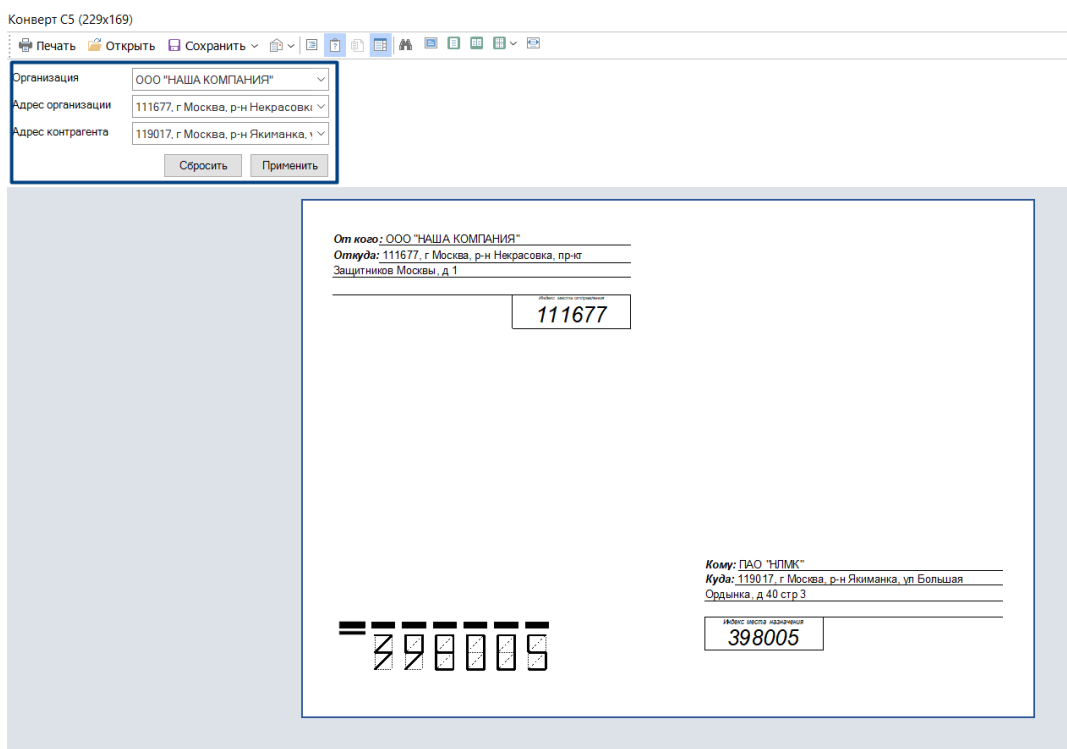 Конверт C5 (229x169)
Печать Открыть Сохранить
Организация ООО "НАША КОМПАНИЯ"
Адрес организации 111677, г Москва, р-н Некрасовка
Адрес контрагента 119017, г Москва, р-н Якиманка,
Сбросить Применить
От кого: ООО "НАША КОМПАНИЯ"
Откуда: 111677, г Москва, р-н Некрасовка, пр-кт
Защитников Москвы, д 1
Индекс места отправления
111677
Кому: ПАО "НЛМК"
Куда: 119017, г Москва, р-н Якиманка, ул Большая
Ордынка, д 40 стр 3
Индекс места назначения
398005
398005